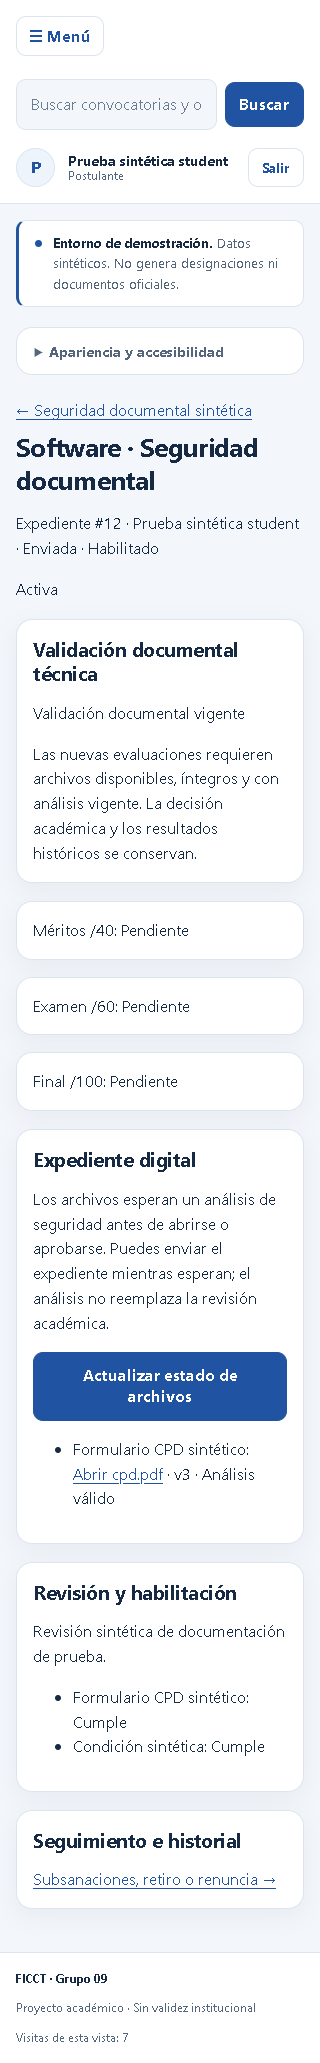 ☰ Menú
Buscar convocatorias y o
Buscar
P
Prueba sintética student
Postulante
Salir
Entorno de demostración. Datos
sintéticos. No genera designaciones ni
documentos oficiales.
▶ Apariencia y accesibilidad
← Seguridad documental sintética
Software · Seguridad
documental
Expediente #12 · Prueba sintética student
· Enviada · Habilitado
Activa
Validación documental
técnica
Validación documental vigente
Las nuevas evaluaciones requieren
archivos disponibles, íntegros y con
análisis vigente. La decisión
académica y los resultados
históricos se conservan.
Méritos /40: Pendiente
Examen /60: Pendiente
Final /100: Pendiente
Expediente digital
Los archivos esperan un análisis de
seguridad antes de abrirse o
aprobarse. Puedes enviar el
expediente mientras esperan; el
análisis no reemplaza la revisión
académica.
Actualizar estado de
archivos
• Formulario CPD sintético:
Abrir cpd.pdf · v3 · Análisis
válido
Revisión y habilitación
Revisión sintética de documentación
de prueba.
• Formulario CPD sintético:
Cumple
• Condición sintética: Cumple
Seguimiento e historial
Subsanaciones, retiro o renuncia →
FICCT · Grupo 09
Proyecto académico · Sin validez institucional
Visitas de esta vista: 7